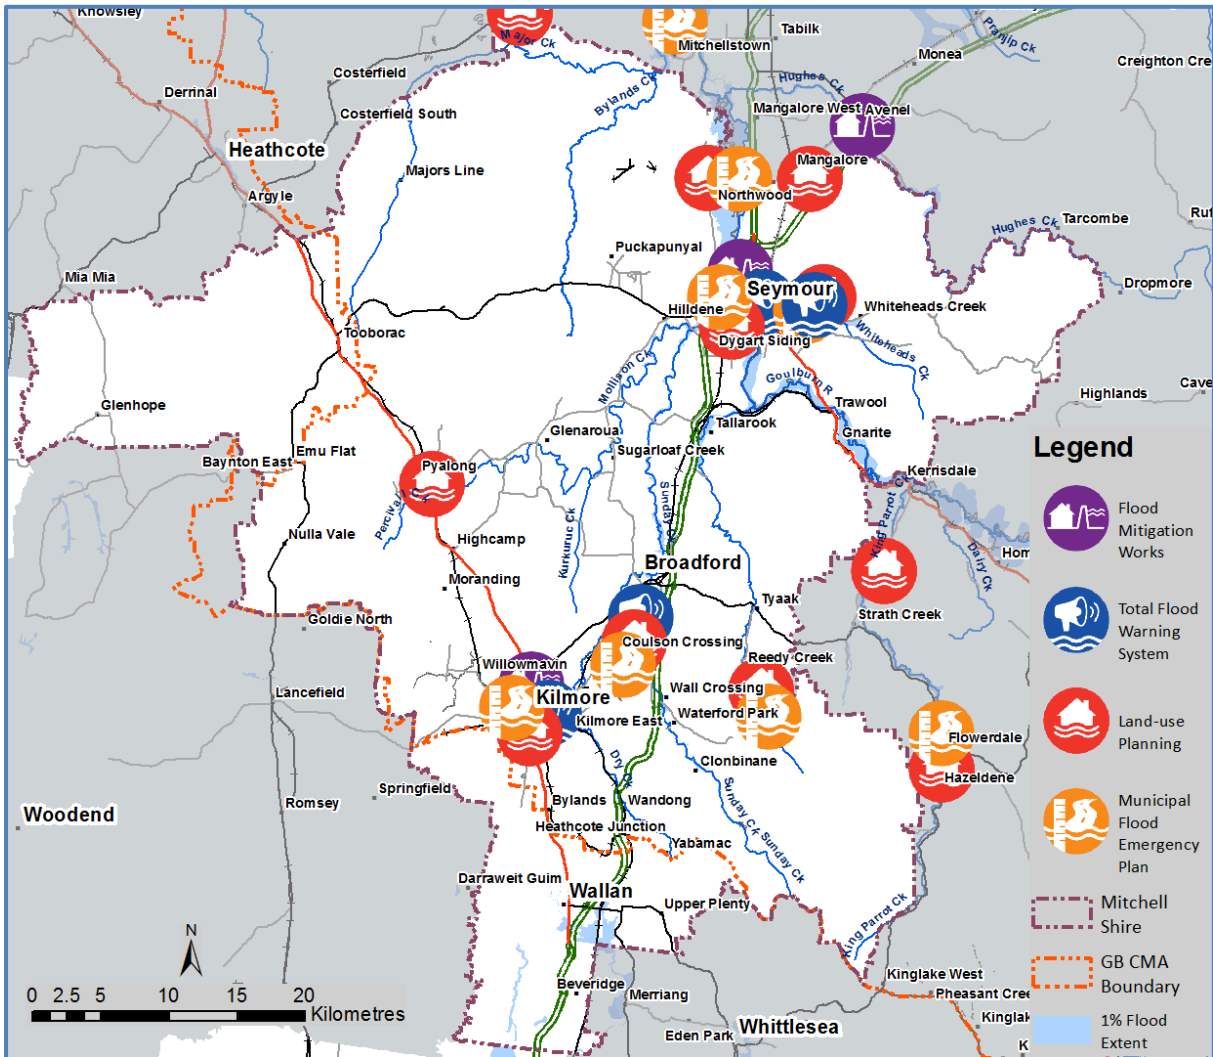 Knowsley
Major Ck
Mitchellstown
Tabilk
Pranjip Ck
Monea
Creighton Cre
Costerfield
Derrinal
Bylands Ck
Hughes Ck
Mangalore West
Avenel
Costerfield South
Heathcote
Mangalore
Majors Line
Argyle
Northwood
Hughes Ck
Tarcombe
Ruf
Puckapunyal
Mia Mia
Dropmore
Seymour
Hilldene
Whiteheads Creek
Tooborac
Dygart Siding
Whiteheads Ck
Mollison Ck
Goulburn R
Highlands
Cave
Glenhope
Trawool
Tallarook
Glenaroua
Gnarite
Emu Flat
Sugarloaf Creek
Baynton East
Pyalong
Kerrisdale
Percivall Ck
Sunday Ck
King Parrot Ck
Nulla Vale
Highcamp
Kurkuruc Ck
Dairy Ck
Hom
Broadford
Moranding
Tyaak
Goldie North
Strath Creek
Coulson Crossing
Willowmavin
Reedy Creek
Lancefield
Kilmore
Wall Crossing
Kilmore East
Waterford Park
Flowerdale
Dry Ck
Clonbinane
Hazeldene
Springfield
Romsey
Bylands
Wandong
Sunday Ck
Sunday Ck
Woodend
Heathcote Junction
Yabamac
Darraweit Guim
Wallan
Upper Plenty
King Parrot Ck
Kinglake West
Beveridge
Merriang
Pheasant Cree
Kinglak
Eden Park
Whittlesea
K
N
0 2.5 5 10 15 20
Kilometres
Legend
Flood
Mitigation
Works
Total Flood
Warning
System
Land-use
Planning
Municipal
Flood
Emergency
Plan
Mitchell
Shire
GB CMA
Boundary
1% Flood
Extent